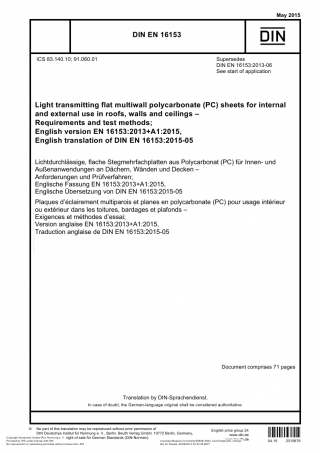 May 2015
DIN EN 16153
DIN
ICS 83.140.10; 91.060.01
Supersedes
DIN EN 16153:2013-06
See start of application
Light transmitting flat multiwall polycarbonate (PC) sheets for internal
and external use in roofs, walls and ceilings –
Requirements and test methods;
English version EN 16153:2013+A1:2015,
English translation of DIN EN 16153:2015-05
Lichtdurchlässige, flache Stegmehrfachplatten aus Polycarbonat (PC) für Innen- und
Außenanwendungen an Dächern, Wänden und Decken –
Anforderungen und Prüfverfahren;
Englische Fassung EN 16153:2013+A1:2015,
Englische Übersetzung von DIN EN 16153:2015-05
Plaques d'éclairement multiparois et planes en polycarbonate (PC) pour usage intérieur
ou extérieur dans les toitures, bardages et plafonds –
Exigences et méthodes d'essai;
Version anglaise EN 16153:2013+A1:2015,
Traduction anglaise de DIN EN 16153:2015-05
Document comprises 71 pages
Translation by DIN-Sprachendienst.
In case of doubt, the German-language original shall be considered authoritative.
© No part of this translation may be reproduced without prior permission of
DIN Deutsches Institut für Normung e. V., Berlin. Beuth Verlag GmbH, 10772 Berlin, Germany,
right of sale for German Standards (DIN-Normen).
English price group 24
www.din.de